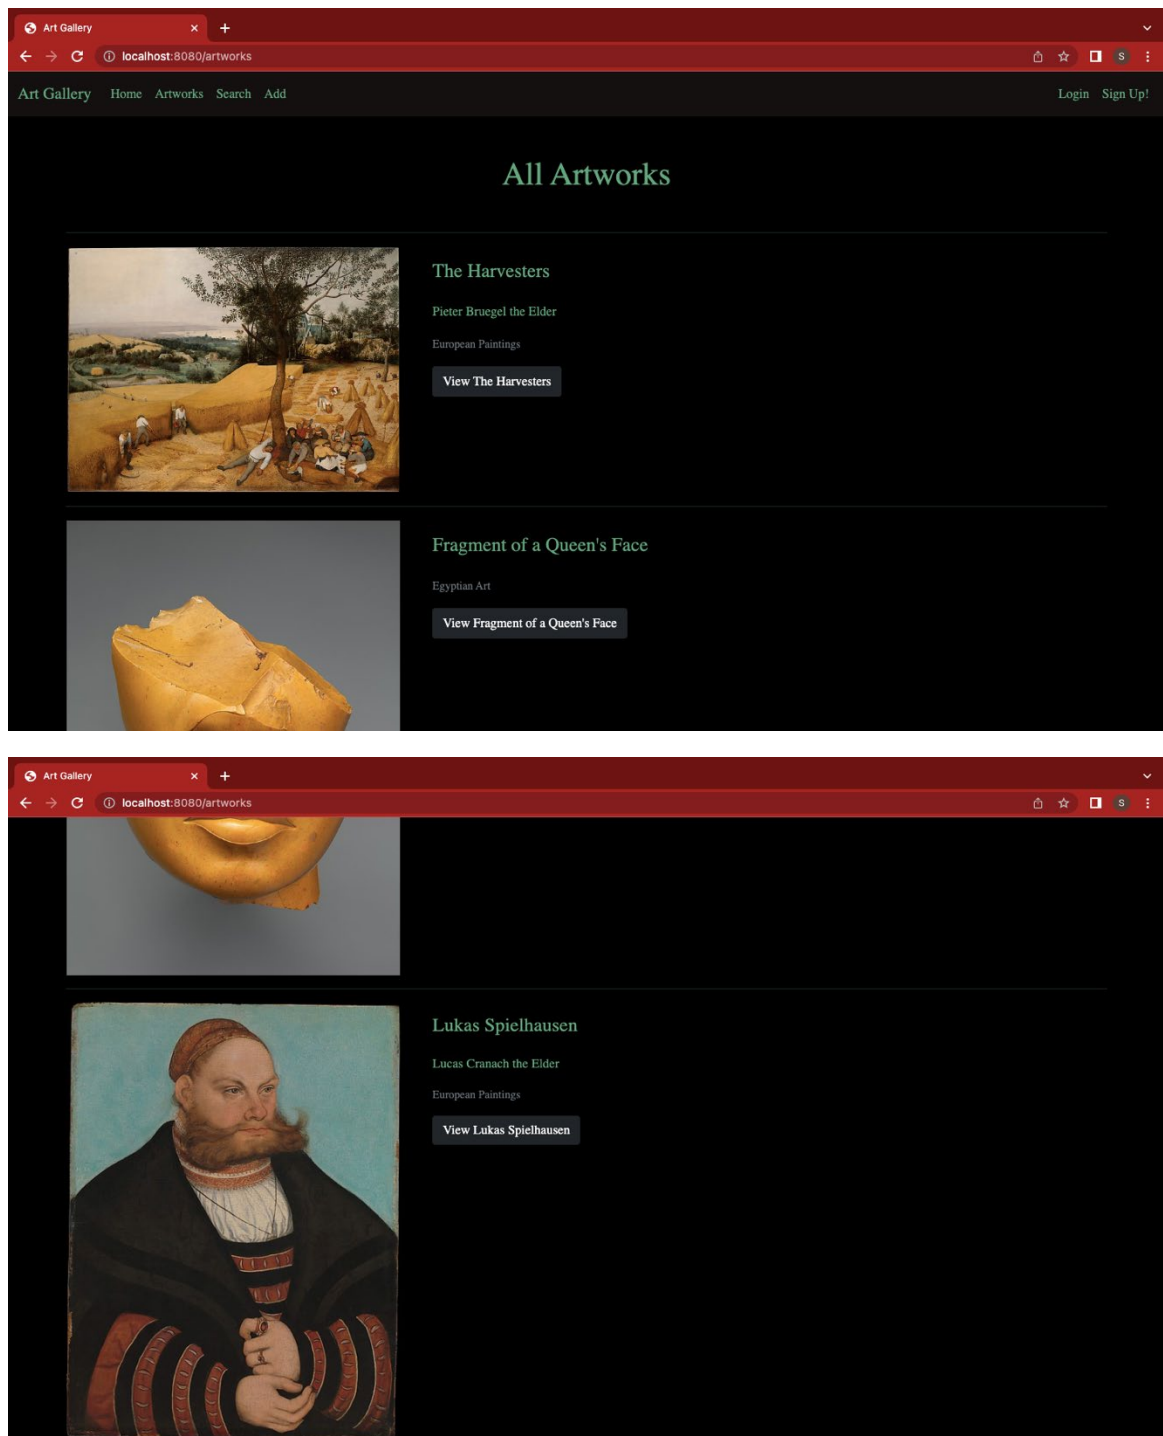 Art Gallery
localhost:8080/artworks
S
Art Gallery Home Artworks Search Add Login Sign Up!
All Artworks
The Harvesters
Pieter Bruegel the Elder
European Paintings
View The Harvesters
Fragment of a Queen's Face
Egyptian Art
View Fragment of a Queen's Face
Art Gallery
localhost:8080/artworks
S
Lukas Spielhausen
Lucas Cranach the Elder
European Paintings
View Lukas Spielhausen